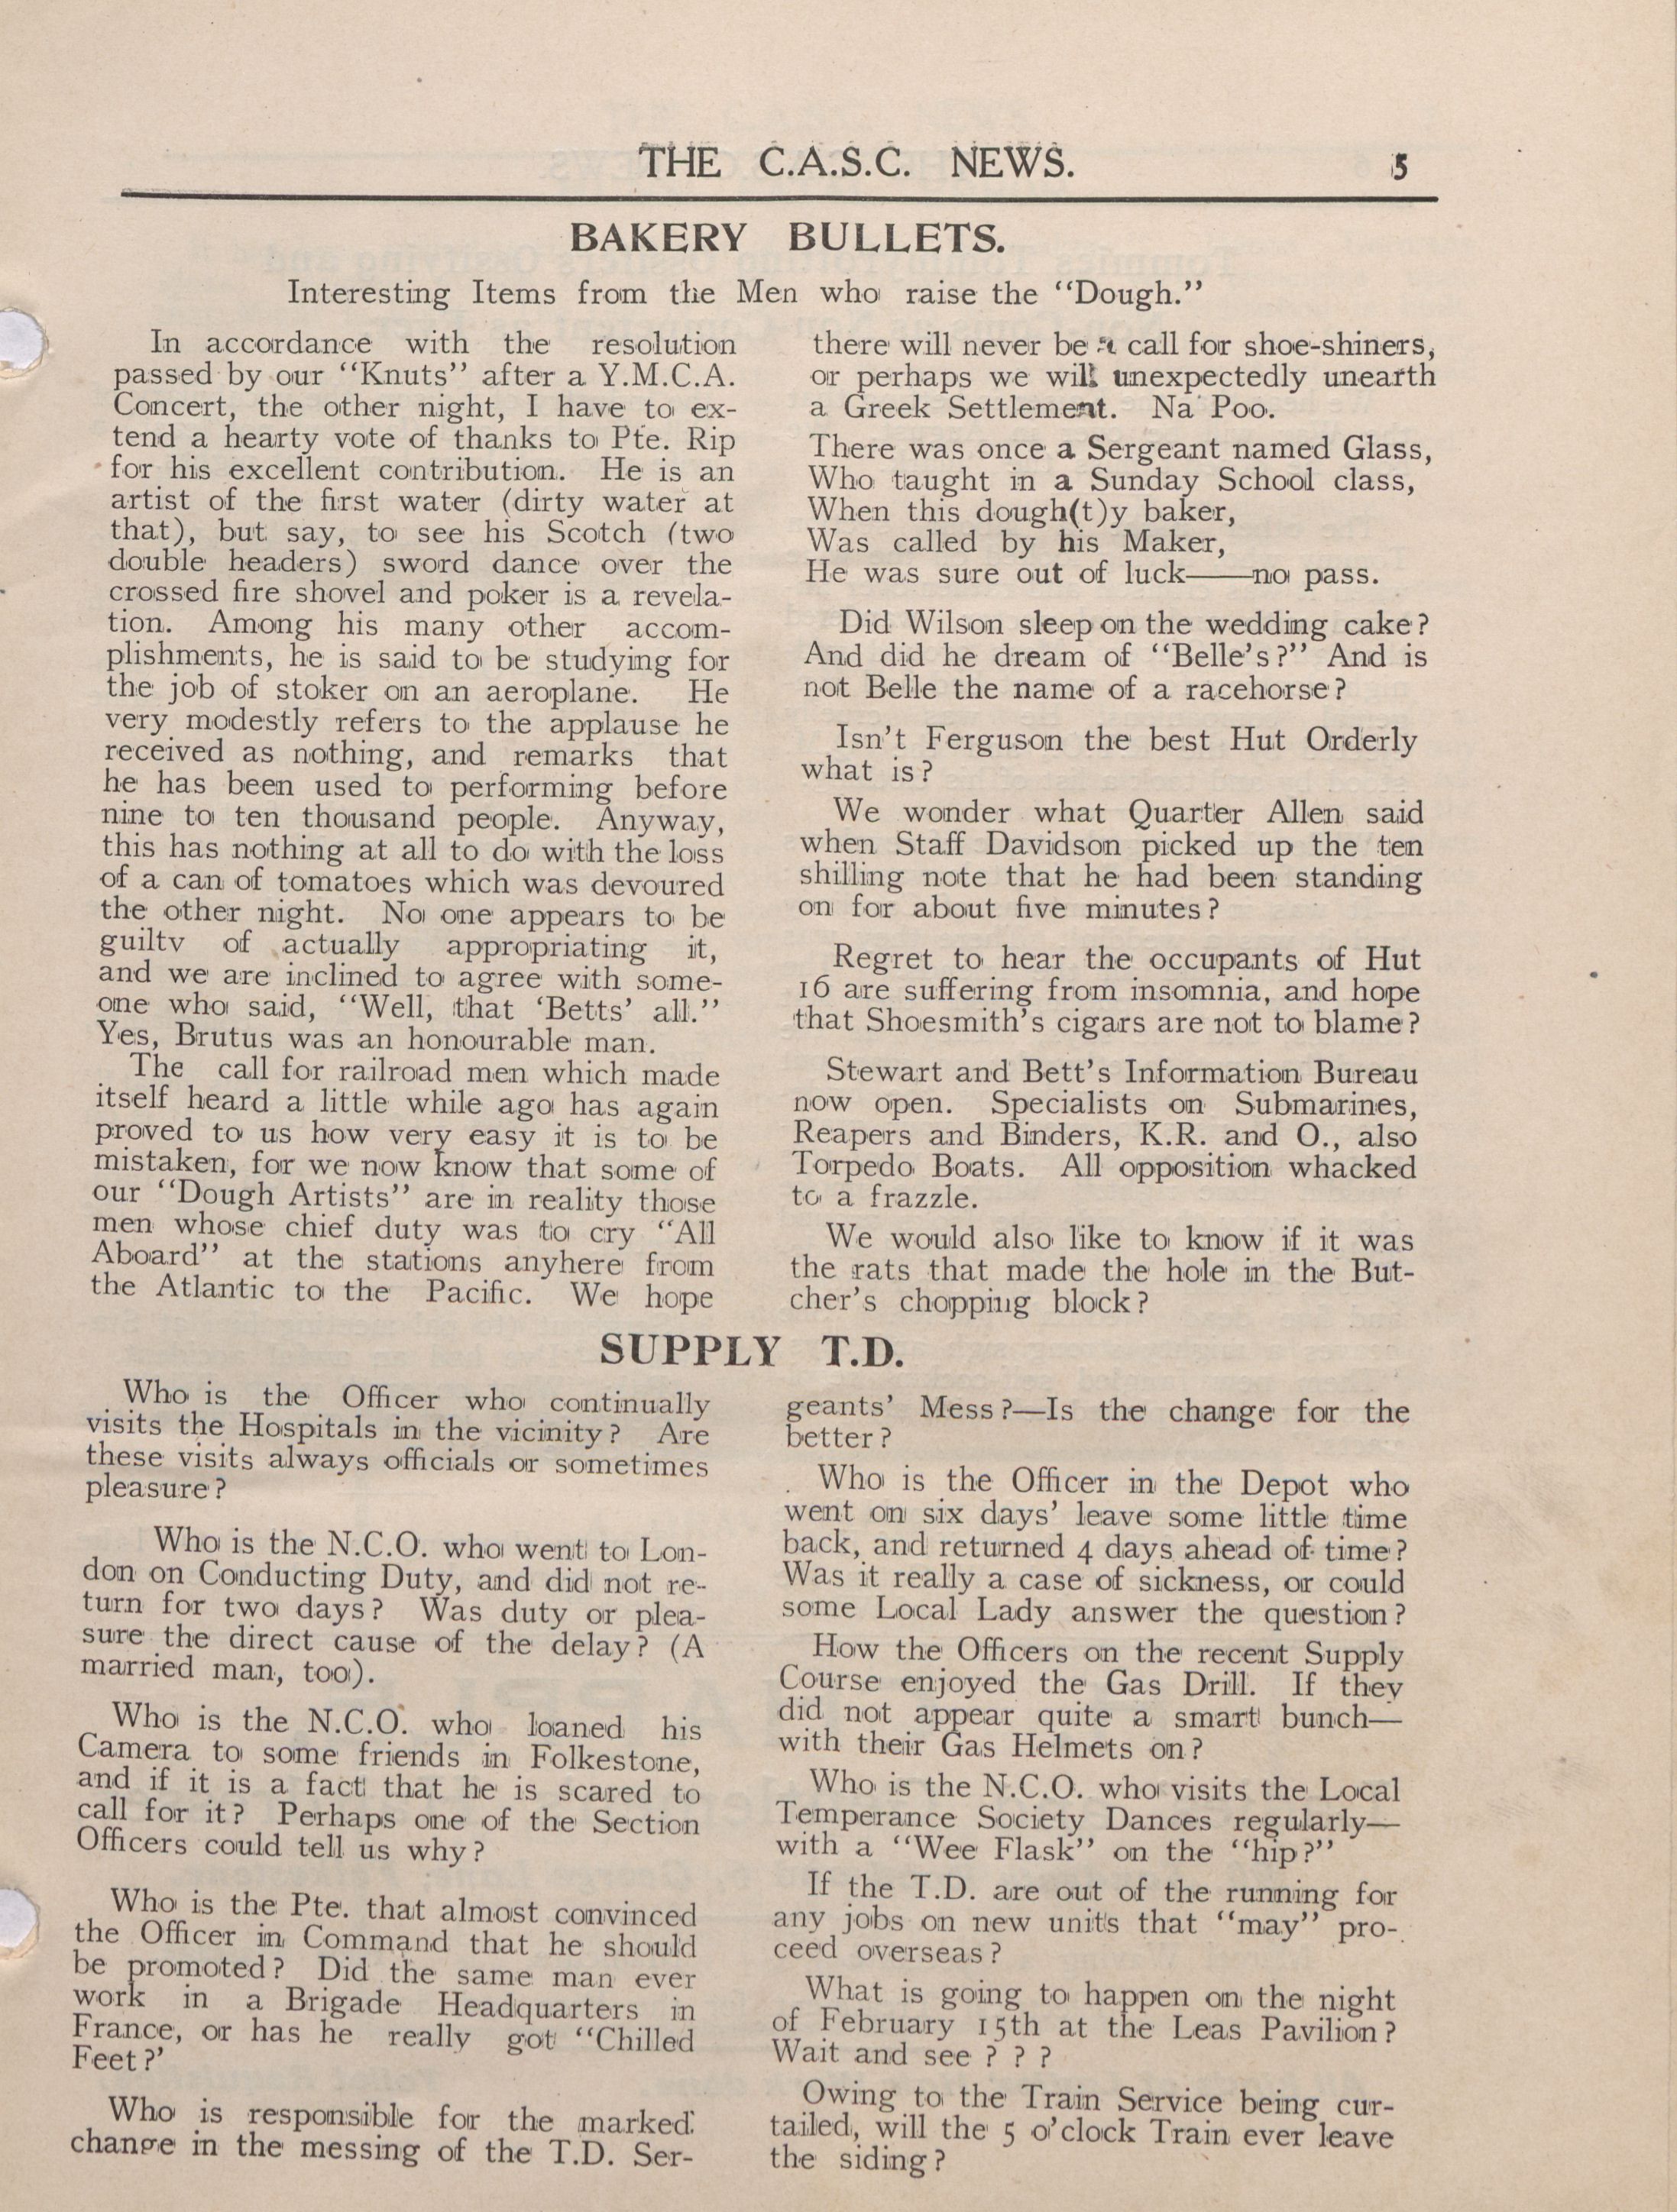 THE C.A.S.C. NEWS. 5
BAKERY BULLETS.
Interesting Items from the Men who raise the "Dough."
In accordance with the resolution
passed by our "Knuts" after a Y.M.C.A.
Concert, the other night, I have to ex-
tend a hearty vote of thanks to Pte. Rip
for his excellent contribution. He is an
artist of the first water (dirty water at
that), but say, to see his Scotch (two
double headers) sword dance over the
crossed fire shovel and poker is a revela-
tion. Among his many other accom-
plishments, he is said to be studying for
the job of stoker on an aeroplane. He
very modestly refers to the applause he
received as nothing, and remarks that
he has been used to performing before
nine to ten thousand people. Anyway,
this has nothing at all to do with the loss
of a can of tomatoes which was devoured
the other night. No one appears to be
guilty of actually appropriating it,
and we are inclined to agree with some-
one who said, "Well, that 'Betts' all."
Yes, Brutus was an honourable man.
The call for railroad men which made
itself heard a little while ago has again
proved to us how very easy it is to be
mistaken, for we now know that some of
our "Dough Artists" are in reality those
men whose chief duty was to cry "All
Aboard" at the stations anyhere from
the Atlantic to the Pacific. We hope
there will never be a call for shoe-shiners,
or perhaps we will unexpectedly unearth
a Greek Settlement. Na Poo.
There was once a Sergeant named Glass,
Who taught in a Sunday School class,
When this dough(t)y baker,
Was called by his Maker,
He was sure out of luck——no pass.
Did Wilson sleep on the wedding cake?
And did he dream of "Belle's?" And is
not Belle the name of a racehorse?
Isn't Ferguson the best Hut Orderly
what is?
We wonder what Quarter Allen said
when Staff Davidson picked up the ten
shilling note that he had been standing
on for about five minutes?
Regret to hear the occupants of Hut
16 are suffering from insomnia, and hope
that Shoesmith's cigars are not to blame?
Stewart and Bett's Information Bureau
now open. Specialists on Submarines,
Reapers and Binders, K.R. and O., also
Torpedo Boats. All opposition whacked
to a frazzle.
We would also like to know if it was
the rats that made the hole in the But-
cher's chopping block?
SUPPLY T.D.
Who is the Officer who continually
visits the Hospitals in the vicinity? Are
these visits always officials or sometimes
pleasure?
Who is the N.C.O. who went to Lon-
don on Conducting Duty, and did not re-
turn for two days? Was duty or plea-
sure the direct cause of the delay? (A
married man, too).
Who is the N.C.O. who loaned his
Camera to some friends in Folkestone,
and if it is a fact that he is scared to
call for it? Perhaps one of the Section
Officers could tell us why?
Who is the Pte. that almost convinced
the Officer in Command that he should
be promoted? Did the same man ever
work in a Brigade Headquarters in
France, or has he really got "Chilled
Feet?'
Who is responsible for the marked
change in the messing of the T.D. Ser-
geants' Mess?—Is the change for the
better?
Who is the Officer in the Depot who
went on six days' leave some little time
back, and returned 4 days ahead of time?
Was it really a case of sickness, or could
some Local Lady answer the question?
How the Officers on the recent Supply
Course enjoyed the Gas Drill. If they
did not appear quite a smart bunch—
with their Gas Helmets on?
Who is the N.C.O. who visits the Local
Temperance Society Dances regularly—
with a "Wee Flask" on the "hip?"
If the T.D. are out of the running for
any jobs on new units that "may" pro-
ceed overseas?
What is going to happen on the night
of February 15th at the Leas Pavilion?
Wait and see ? ? ?
Owing to the Train Service being cur-
tailed, will the 5 o'clock Train ever leave
the siding?